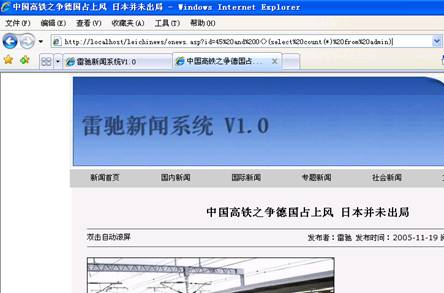 中国高铁之争德国占上风 日本并未出局 - Windows Internet Explorer
文件(F) 编辑(E) 查看(V) 收藏夹(A) 工具(T) 帮助(H)
http://localhost/leichinews/onews.asp?id=45%20and%200<>(select%20count(*)%20from%20admin)
雷驰新闻系统V1.0 中国高铁之争德国占...
雷驰新闻系统 V1.0
新闻首页 国内新闻 国际新闻 专题新闻 社会新闻
中国高铁之争德国占上风 日本并未出局
双击自动滚屏 发布者：雷驰 发布时间：2005-11-19